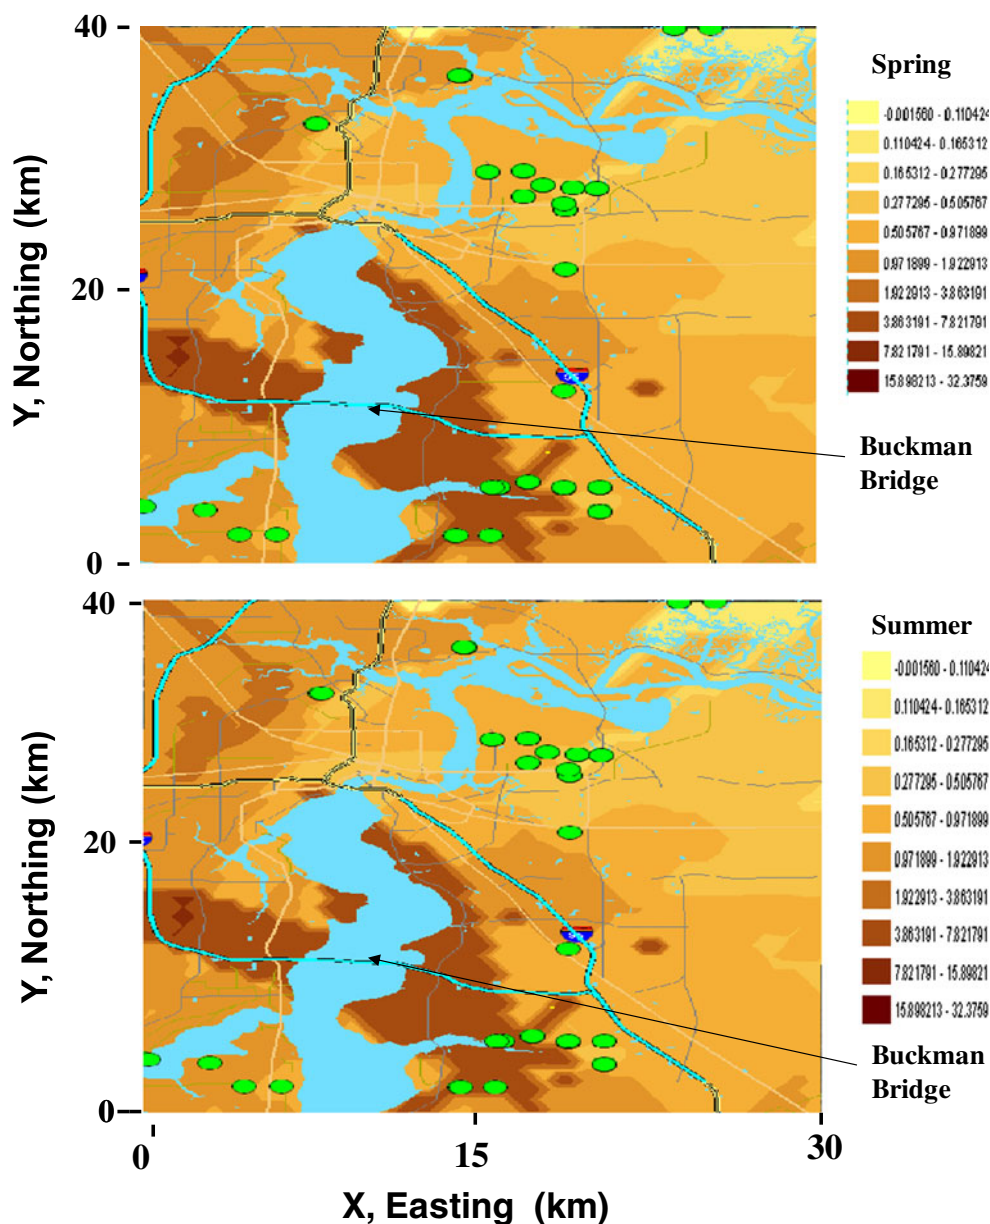 40
Y, Northing (km)
20
0
Spring
-0.001560 - 0.110424
0.110424 - 0.165312
0.165312 - 0.277295
0.277295 - 0.505767
0.505767 - 0.971899
0.971899 - 1.922913
1.922913 - 3.863191
3.863191 - 7.821791
7.821791 - 15.89821
15.898213 - 32.3759
Buckman
Bridge
40
Y, Northing (km)
20
0
Summer
-0.001560 - 0.110424
0.110424 - 0.165312
0.165312 - 0.277295
0.277295 - 0.505767
0.505767 - 0.971899
0.971899 - 1.922913
1.922913 - 3.863191
3.863191 - 7.821791
7.821791 - 15.89821
15.898213 - 32.3759
Buckman
Bridge
0
15
30
X, Easting (km)